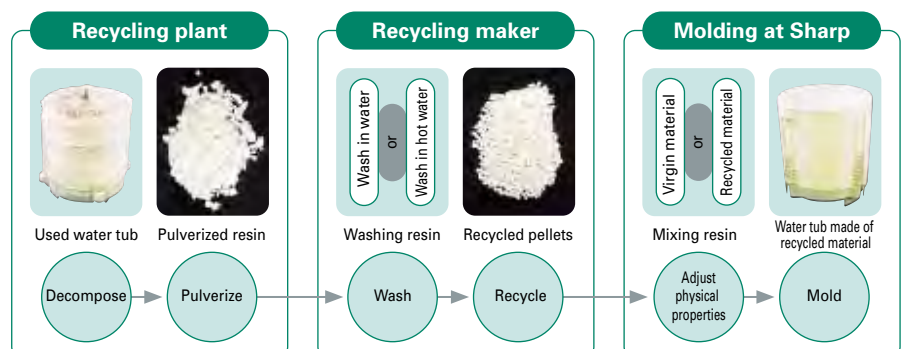 Recycling plant
Used water tub
Pulverized resin
Decompose
Pulverize
Recycling maker
Wash in water
or
Wash in hot water
Washing resin
Recycled pellets
Wash
Recycle
Molding at Sharp
Virgin material
or
Recycled material
Mixing resin
Water tub made of
recycled material
Adjust
physical
properties
Mold